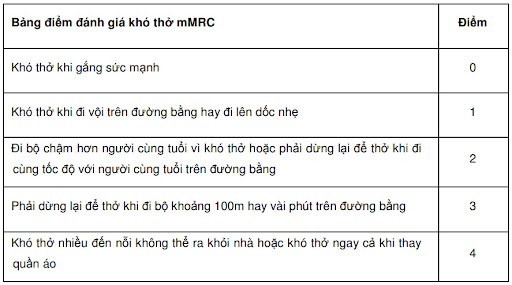 Bảng điểm đánh giá khó thở mMRC Điểm
Khó thở khi gắng sức mạnh 0
Khó thở khi đi vội trên đường bằng hay đi lên dốc nhẹ 1
Đi bộ chậm hơn người cùng tuổi vì khó thở hoặc phải dừng lại để thở khi đi
cùng tốc độ với người cùng tuổi trên đường bằng 2
Phải dừng lại để thở khi đi bộ khoảng 100m hay vài phút trên đường bằng 3
Khó thở nhiều đến nỗi không thể ra khỏi nhà hoặc khó thở ngay cả khi thay
quần áo 4